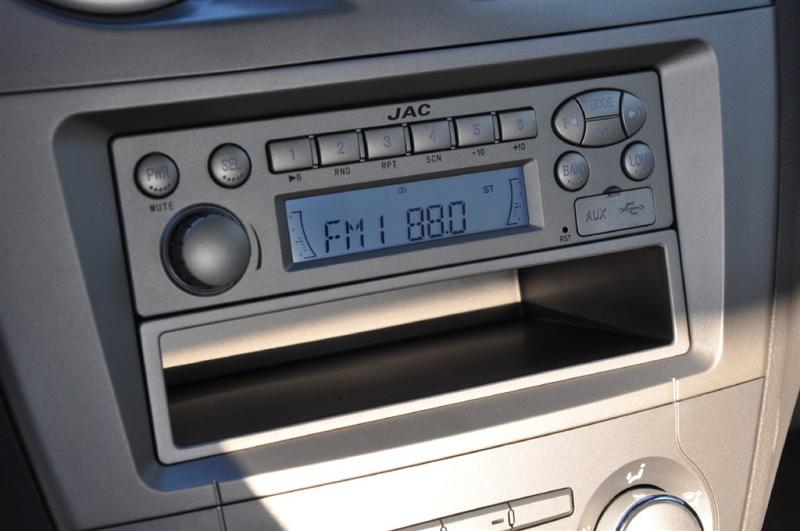 JAC
PWR SEL 1 2 3 4 5 6 MODE
MUTE ▶II RND RPT SCN -10 +10
ST
FM1 88.0
BAND LOUD
AUX
RST
A/C